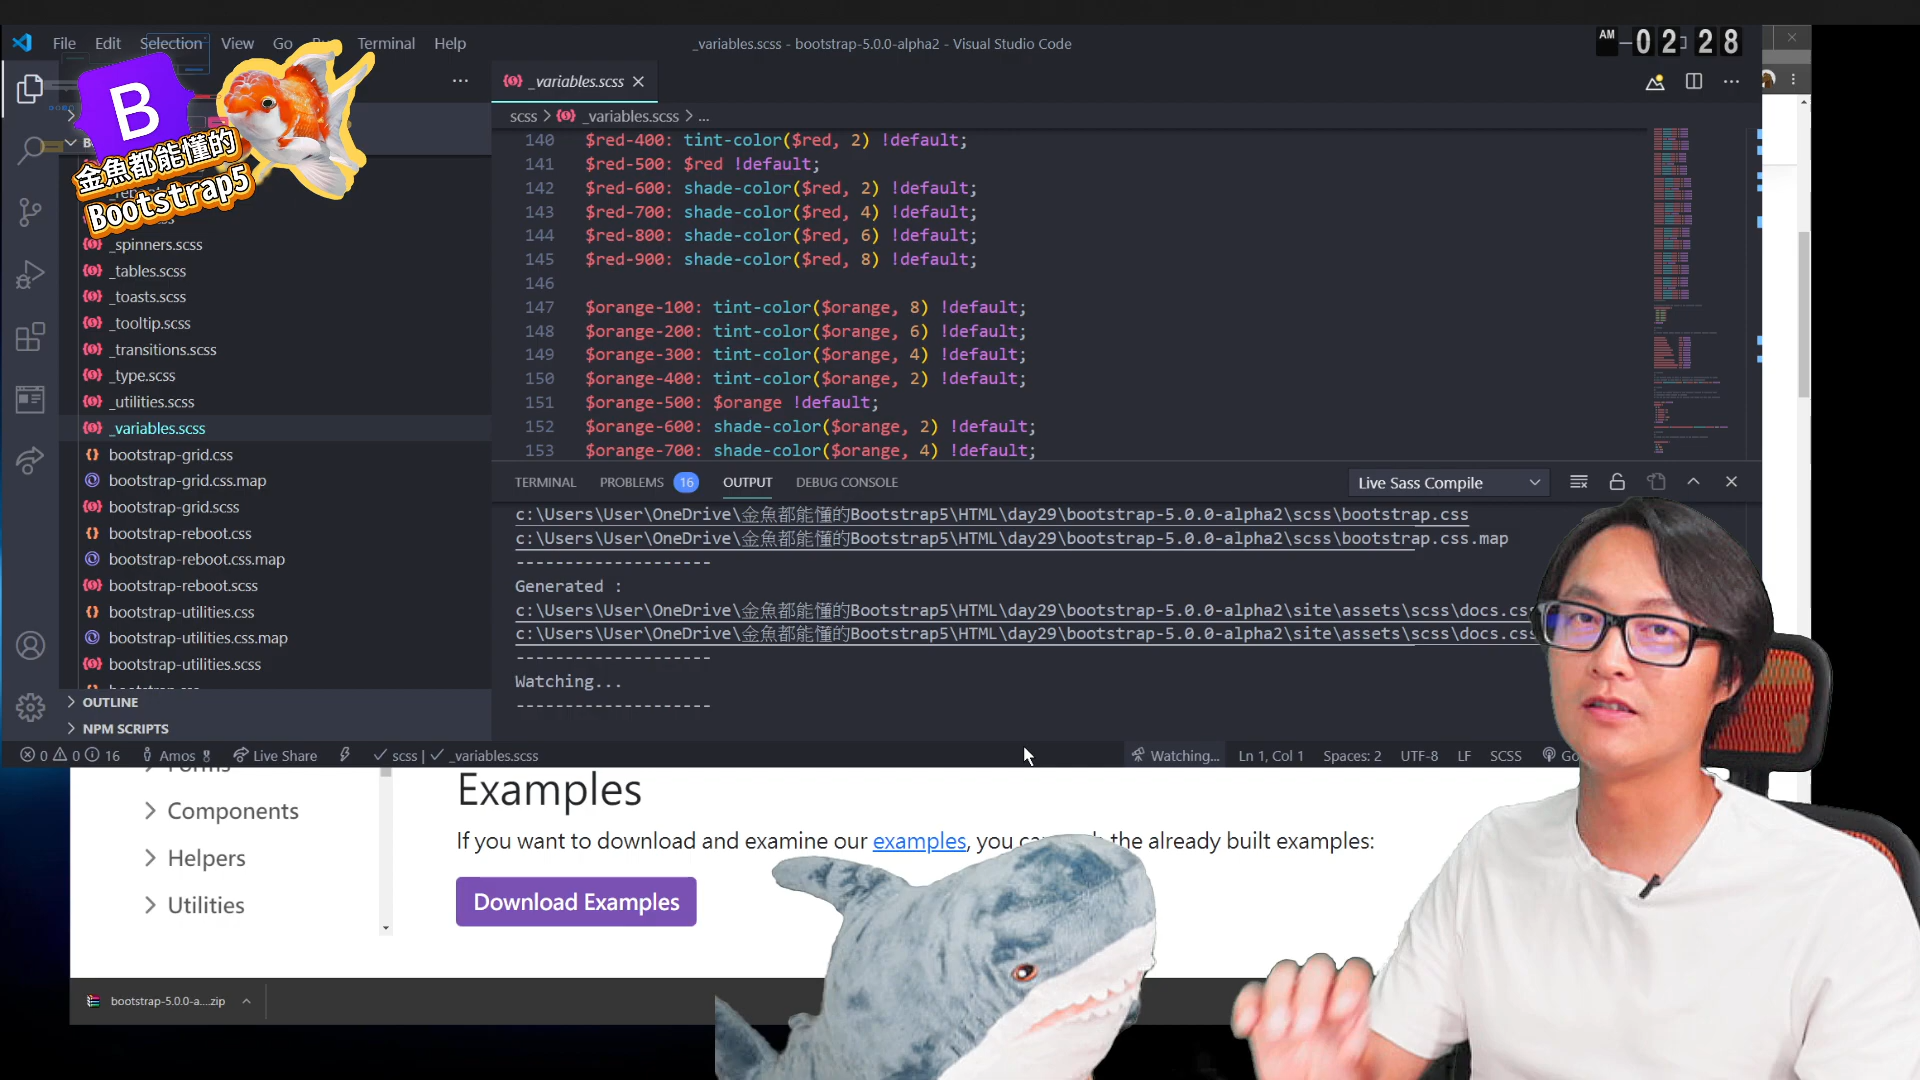 File Edit Selection View Go Terminal Help
_variables.scss - bootstrap-5.0.0-alpha2 - Visual Studio Code
AM 02 28
B
金魚都能懂的
Bootstrap5
_variables.scss
scss > _variables.scss > ...
_spinners.scss
_tables.scss
_toasts.scss
_tooltip.scss
_transitions.scss
_type.scss
_utilities.scss
_variables.scss
bootstrap-grid.css
bootstrap-grid.css.map
bootstrap-grid.scss
bootstrap-reboot.css
bootstrap-reboot.css.map
bootstrap-reboot.scss
bootstrap-utilities.css
bootstrap-utilities.css.map
bootstrap-utilities.scss
OUTLINE
NPM SCRIPTS
140 $red-400: tint-color($red, 2) !default;
141 $red-500: $red !default;
142 $red-600: shade-color($red, 2) !default;
143 $red-700: shade-color($red, 4) !default;
144 $red-800: shade-color($red, 6) !default;
145 $red-900: shade-color($red, 8) !default;
146
147 $orange-100: tint-color($orange, 8) !default;
148 $orange-200: tint-color($orange, 6) !default;
149 $orange-300: tint-color($orange, 4) !default;
150 $orange-400: tint-color($orange, 2) !default;
151 $orange-500: $orange !default;
152 $orange-600: shade-color($orange, 2) !default;
153 $orange-700: shade-color($orange, 4) !default;
TERMINAL PROBLEMS 16 OUTPUT DEBUG CONSOLE Live Sass Compile
c:\Users\User\OneDrive\金魚都能懂的Bootstrap5\HTML\day29\bootstrap-5.0.0-alpha2\scss\bootstrap.css
c:\Users\User\OneDrive\金魚都能懂的Bootstrap5\HTML\day29\bootstrap-5.0.0-alpha2\scss\bootstrap.css.map
--------------------
Generated :
c:\Users\User\OneDrive\金魚都能懂的Bootstrap5\HTML\day29\bootstrap-5.0.0-alpha2\site\assets\scss\docs.css
c:\Users\User\OneDrive\金魚都能懂的Bootstrap5\HTML\day29\bootstrap-5.0.0-alpha2\site\assets\scss\docs.css
--------------------
Watching...
--------------------
0 0 16 Amos Live Share scss | _variables.scss Watching... Ln 1, Col 1 Spaces: 2 UTF-8 LF SCSS Go
Forms
Components
Helpers
Utilities
Examples
If you want to download and examine our examples, you can the already built examples:
Download Examples
bootstrap-5.0.0-a....zip